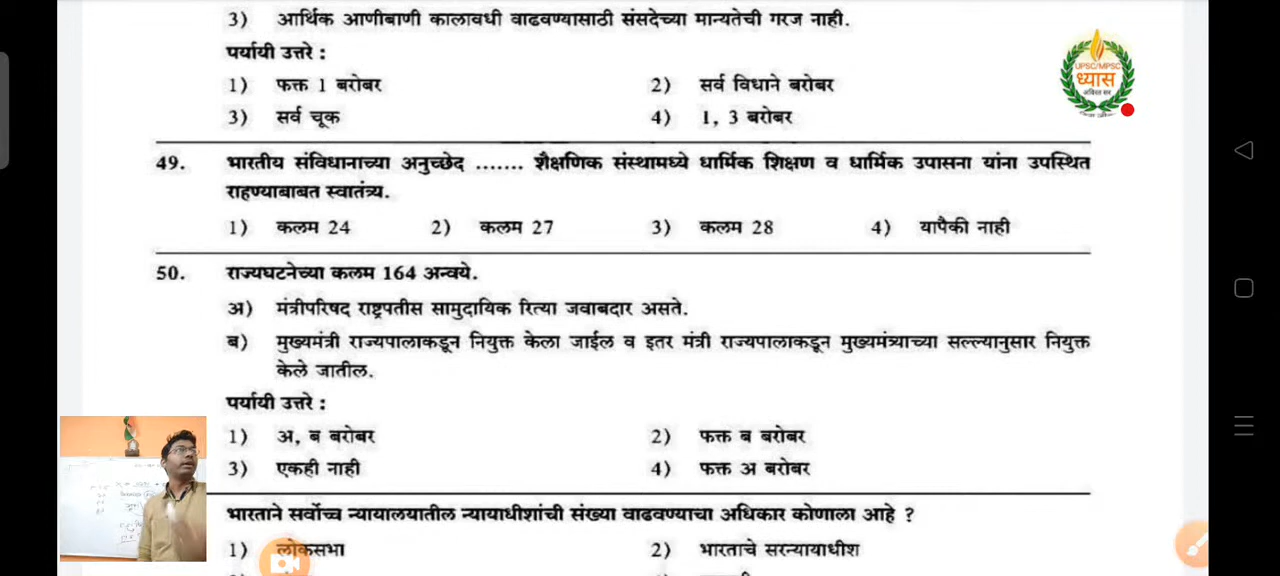 3) आर्थिक आणीबाणी कालावधी वाढवण्यासाठी संसदेच्या मान्यतेची गरज नाही.
पर्यायी उत्तरे :
1) फक्त 1 बरोबर 2) सर्व विधाने बरोबर
3) सर्व चूक 4) 1, 3 बरोबर
UPSC/MPSC
ध्यास
49. भारतीय संविधानाच्या अनुच्छेद ....... शैक्षणिक संस्थामध्ये धार्मिक शिक्षण व धार्मिक उपासना यांना उपस्थित
राहण्याबाबत स्वातंत्र्य.
1) कलम 24 2) कलम 27 3) कलम 28 4) यापैकी नाही
50. राज्यघटनेच्या कलम 164 अन्वये.
अ) मंत्रीपरिषद राष्ट्रपतीस सामुदायिक रित्या जवाबदार असते.
ब) मुख्यमंत्री राज्यपालाकडून नियुक्त केला जाईल व इतर मंत्री राज्यपालाकडून मुख्यमंत्र्याच्या सल्ल्यानुसार नियुक्त
केले जातील.
पर्यायी उत्तरे :
1) अ, ब बरोबर 2) फक्त ब बरोबर
3) एकही नाही 4) फक्त अ बरोबर
भारताने सर्वोच्च न्यायालयातील न्यायाधीशांची संख्या वाढवण्याचा अधिकार कोणाला आहे ?
1) लोकसभा 2) भारताचे सरन्यायाधीश